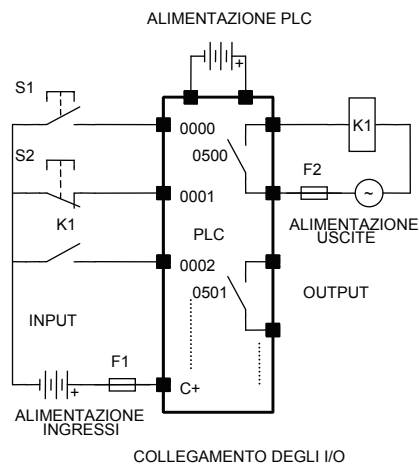 ALIMENTAZIONE PLC
+
S1
0000
K1
0500
S2
F2
~
0001
K1
PLC
ALIMENTAZIONE
USCITE
0002
0501
INPUT
OUTPUT
F1
+
C+
ALIMENTAZIONE
INGRESSI
COLLEGAMENTO DEGLI I/O